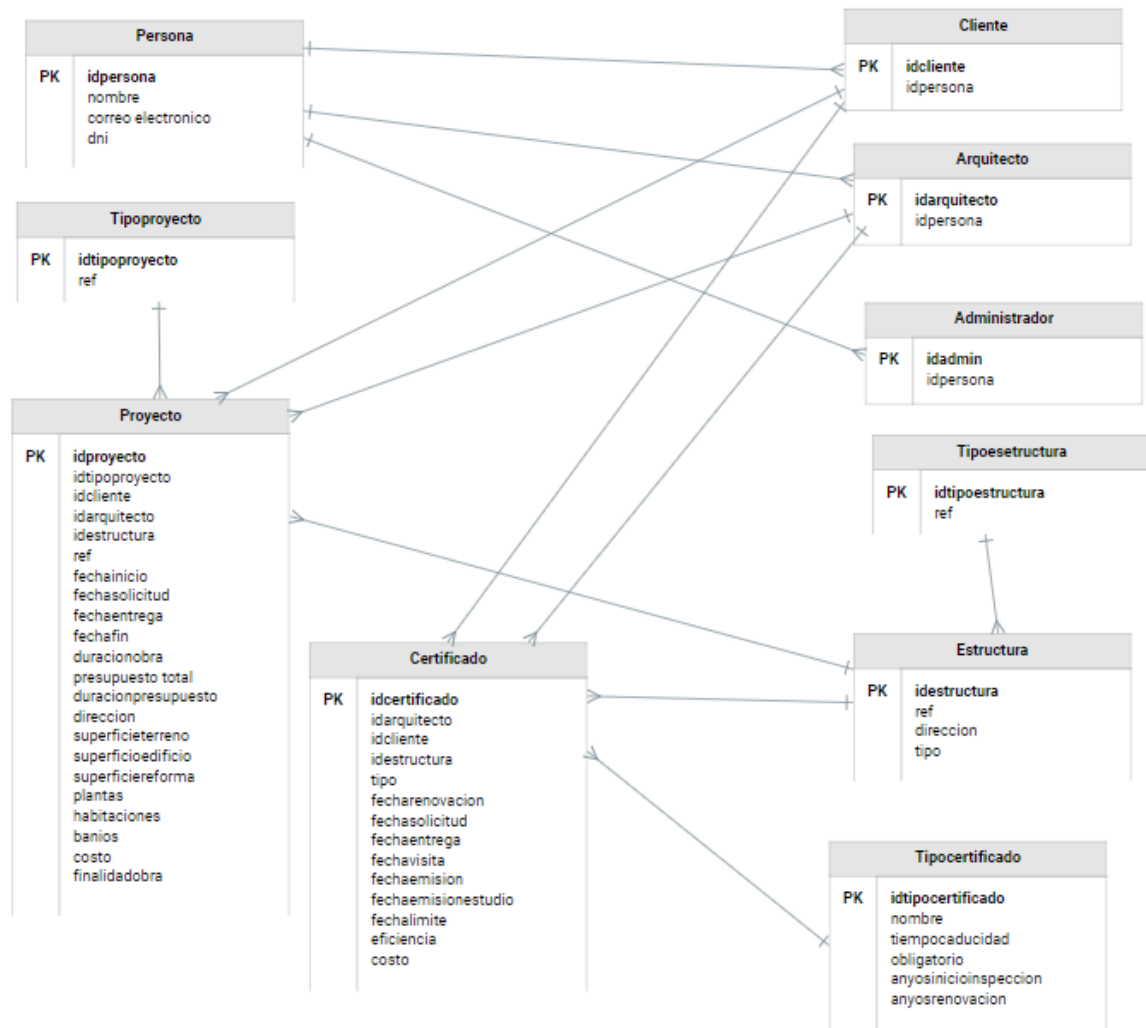 Persona
PK idpersona
nombre
correo electronico
dni
Cliente
PK idcliente
idpersona
Arquitecto
PK idarquitecto
idpersona
Tipoproyecto
PK idtipoproyecto
ref
Administrador
PK idadmin
idpersona
Proyecto
PK idproyecto
idtipoproyecto
idcliente
idarquitecto
idestructura
ref
fechainicio
fechasolicitud
fechaentrega
fechafin
duracionobra
presupuesto total
duracionpresupuesto
direccion
superficieterreno
superficioedificio
superficiereforma
plantas
habitaciones
banios
costo
finalidadobra
Tipoesetructura
PK idtipoestructura
ref
Certificado
PK idcertificado
idarquitecto
idcliente
idestructura
tipo
fecharenovacion
fechasolicitud
fechaentrega
fechavisita
fechaemision
fechaemisionestudio
fechalimite
eficiencia
costo
Estructura
PK idestructura
ref
direccion
tipo
Tipocertificado
PK idtipocertificado
nombre
tiempocaducidad
obligatorio
anyosinicioinspeccion
anyosrenovacion